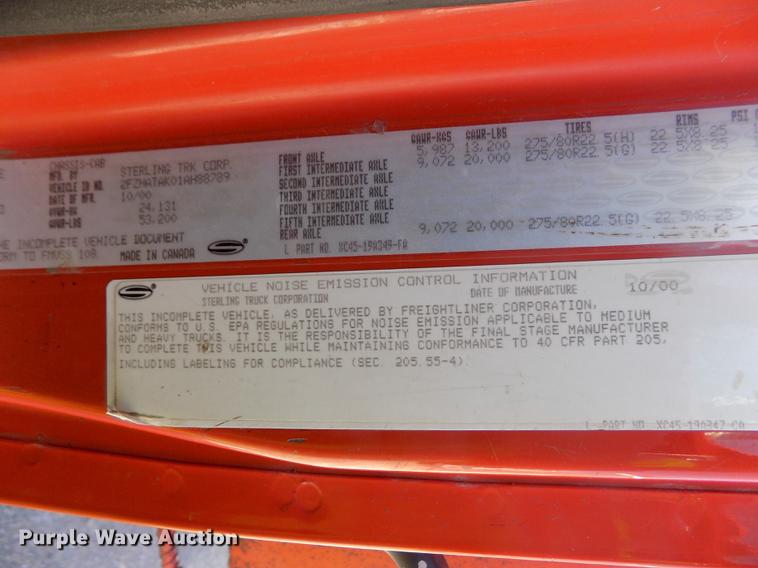 CHASSIS-CAB
MFD. BY STERLING TRK CORP.
VEHICLE ID NO. 2FZHATAK01AH88789
DATE OF MFR. 10/00
GVWR-KG 24,131
GVWR-LBS 53,200
THE INCOMPLETE VEHICLE DOCUMENT
FORM TO FMVSS 108. MADE IN CANADA
GAWR-KGS GAWR-LBS TIRES RIMS PSI
FRONT AXLE 5,987 13,200 275/80R22.5(H) 22.5X8.25
FIRST INTERMEDIATE AXLE 9,072 20,000 275/80R22.5(G) 22.5X8.25
SECOND INTERMEDIATE AXLE
THIRD INTERMEDIATE AXLE
FOURTH INTERMEDIATE AXLE
FIFTH INTERMEDIATE AXLE
REAR AXLE 9,072 20,000 275/80R22.5(G) 22.5X8.25
L PART NO. XC45-19A349-FA
VEHICLE NOISE EMISSION CONTROL INFORMATION
STERLING TRUCK CORPORATION DATE OF MANUFACTURE 10/00
THIS INCOMPLETE VEHICLE, AS DELIVERED BY FREIGHTLINER CORPORATION,
CONFORMS TO U.S. EPA REGULATIONS FOR NOISE EMISSION APPLICABLE TO MEDIUM
AND HEAVY TRUCKS. IT IS THE RESPONSIBILITY OF THE FINAL STAGE MANUFACTURER
TO COMPLETE THIS VEHICLE WHILE MAINTAINING CONFORMANCE TO 40 CFR PART 205,
INCLUDING LABELING FOR COMPLIANCE (SEC. 205.55-4).
L PART NO. XC45-19A347-CA
Purple Wave Auction